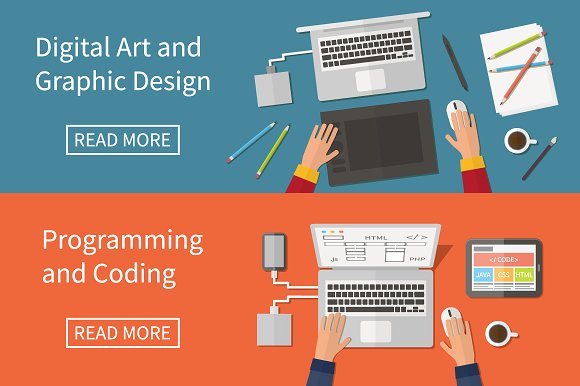 Digital Art and
Graphic Design
READ MORE
Programming
and Coding
READ MORE
HTML </>
js
PHP
</CODE>
JAVA CSS HTML